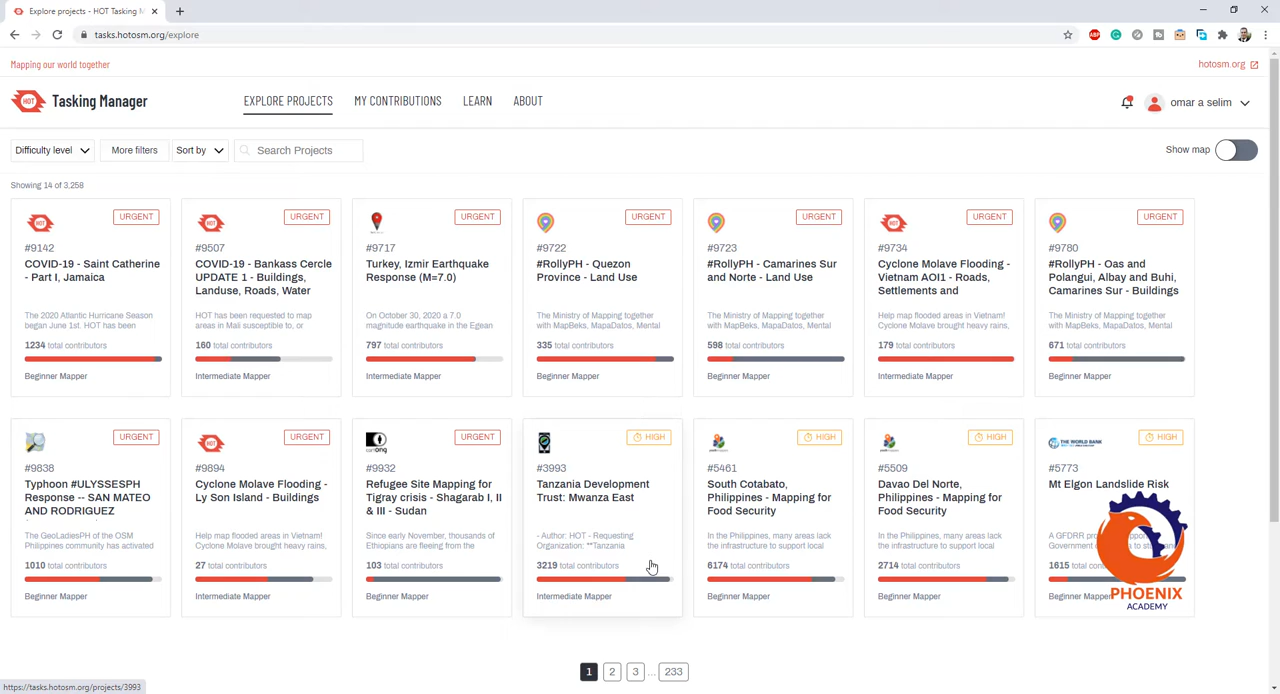 Explore projects - HOT Tasking M
tasks.hotosm.org/explore
ABP
Mapping our world together
hotosm.org
HOT
Tasking Manager
EXPLORE PROJECTS
MY CONTRIBUTIONS
LEARN
ABOUT
omar a selim
Difficulty level
More filters
Sort by
Search Projects
Show map
Showing 14 of 3,258
URGENT
#9142
COVID-19 - Saint Catherine
- Part I, Jamaica
The 2020 Atlantic Hurricane Season
began June 1st. HOT has been
1234 total contributors
Beginner Mapper
URGENT
#9507
COVID-19 - Bankass Cercle
UPDATE 1 - Buildings,
Landuse, Roads, Water
HOT has been requested to map
areas in Mali susceptible to, or
160 total contributors
Intermediate Mapper
URGENT
#9717
Turkey, Izmir Earthquake
Response (M=7.0)
On October 30, 2020 a 7.0
magnitude earthquake in the Egean
797 total contributors
Intermediate Mapper
URGENT
#9722
#RollyPH - Quezon
Province - Land Use
The Ministry of Mapping together
with MapBeks, MapaDatos, Mental
335 total contributors
Beginner Mapper
URGENT
#9723
#RollyPH - Camarines Sur
and Norte - Land Use
The Ministry of Mapping together
with MapBeks, MapaDatos, Mental
598 total contributors
Beginner Mapper
URGENT
#9734
Cyclone Molave Flooding -
Vietnam AOI1 - Roads,
Settlements and
Help map flooded areas in Vietnam!
Cyclone Molave brought heavy rains,
179 total contributors
Intermediate Mapper
URGENT
#9780
#RollyPH - Oas and
Polangui, Albay and Buhi,
Camarines Sur - Buildings
The Ministry of Mapping together
with MapBeks, MapaDatos, Mental
671 total contributors
Beginner Mapper
URGENT
#9838
Typhoon #ULYSSESPH
Response -- SAN MATEO
AND RODRIGUEZ
The GeoLadiesPH of the OSM
Philippines community has activated
1010 total contributors
Beginner Mapper
URGENT
#9894
Cyclone Molave Flooding -
Ly Son Island - Buildings
Help map flooded areas in Vietnam!
Cyclone Molave brought heavy rains,
27 total contributors
Intermediate Mapper
URGENT
#9932
Refugee Site Mapping for
Tigray crisis - Shagarab I, II
& III - Sudan
Since early November, thousands of
Ethiopians are fleeing from the
103 total contributors
Beginner Mapper
HIGH
#3993
Tanzania Development
Trust: Mwanza East
- Author: HOT - Requesting
Organization: **Tanzania
3219 total contributors
Intermediate Mapper
HIGH
#5461
South Cotabato,
Philippines - Mapping for
Food Security
In the Philippines, many areas lack
the infrastructure to support local
6174 total contributors
Beginner Mapper
HIGH
#5509
Davao Del Norte,
Philippines - Mapping for
Food Security
In the Philippines, many areas lack
the infrastructure to support local
2714 total contributors
Beginner Mapper
THE WORLD BANK
HIGH
#5773
Mt Elgon Landslide Risk
A GFDRR
Government
1615 total
Beginner Mapper
PHOENIX
ACADEMY
1 2 3 ... 233
https://tasks.hotosm.org/projects/3993